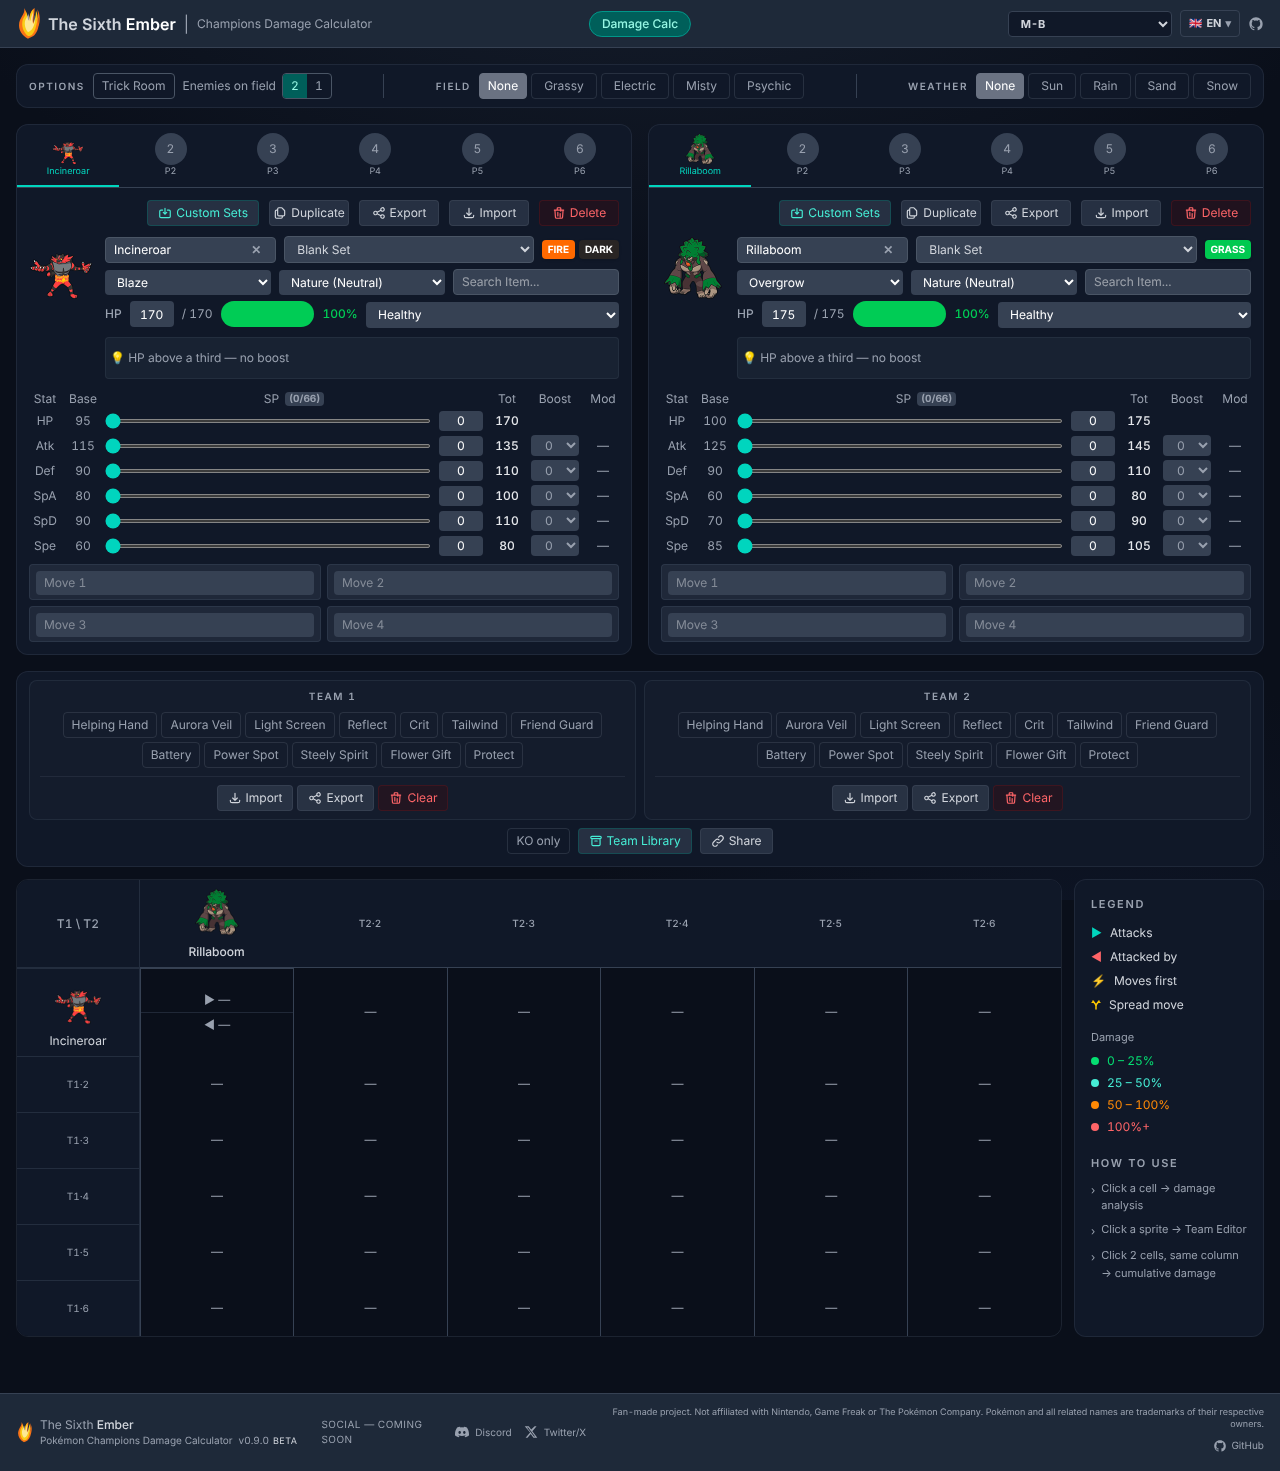 The Sixth Ember | Champions Damage Calculator Damage Calc M-B EN ▾
OPTIONS Trick Room Enemies on field 2 1 FIELD None Grassy Electric Misty Psychic WEATHER None Sun Rain Sand Snow
Incineroar 2 P2 3 P3 4 P4 5 P5 6 P6
Custom Sets Duplicate Export Import Delete
Incineroar × Blank Set FIRE DARK
Blaze Nature (Neutral) Search Item...
HP 170 / 170 100% Healthy
💡 HP above a third — no boost
Stat Base SP (0/66) Tot Boost Mod
HP 95 0 170
Atk 115 0 135 0 —
Def 90 0 110 0 —
SpA 80 0 100 0 —
SpD 90 0 110 0 —
Spe 60 0 80 0 —
Move 1 Move 2
Move 3 Move 4
Rillaboom 2 P2 3 P3 4 P4 5 P5 6 P6
Custom Sets Duplicate Export Import Delete
Rillaboom × Blank Set GRASS
Overgrow Nature (Neutral) Search Item...
HP 175 / 175 100% Healthy
💡 HP above a third — no boost
Stat Base SP (0/66) Tot Boost Mod
HP 100 0 175
Atk 125 0 145 0 —
Def 90 0 110 0 —
SpA 60 0 80 0 —
SpD 70 0 90 0 —
Spe 85 0 105 0 —
Move 1 Move 2
Move 3 Move 4
TEAM 1
Helping Hand Aurora Veil Light Screen Reflect Crit Tailwind Friend Guard
Battery Power Spot Steely Spirit Flower Gift Protect
Import Export Clear
TEAM 2
Helping Hand Aurora Veil Light Screen Reflect Crit Tailwind Friend Guard
Battery Power Spot Steely Spirit Flower Gift Protect
Import Export Clear
KO only Team Library Share
T1 \ T2 Rillaboom T2·2 T2·3 T2·4 T2·5 T2·6
Incineroar ▶ — ◀ — — — — — —
T1·2 — — — — — —
T1·3 — — — — — —
T1·4 — — — — — —
T1·5 — — — — — —
T1·6 — — — — — —
LEGEND
▶ Attacks
◀ Attacked by
⚡ Moves first
Spread move
Damage
0 – 25%
25 – 50%
50 – 100%
100%+
HOW TO USE
› Click a cell → damage
analysis
› Click a sprite → Team Editor
› Click 2 cells, same column
→ cumulative damage
The Sixth Ember
Pokémon Champions Damage Calculator v0.9.0 BETA
SOCIAL — COMING
SOON
Discord Twitter/X
Fan-made project. Not affiliated with Nintendo, Game Freak or The Pokémon Company. Pokémon and all related names are trademarks of their respective
owners.
GitHub